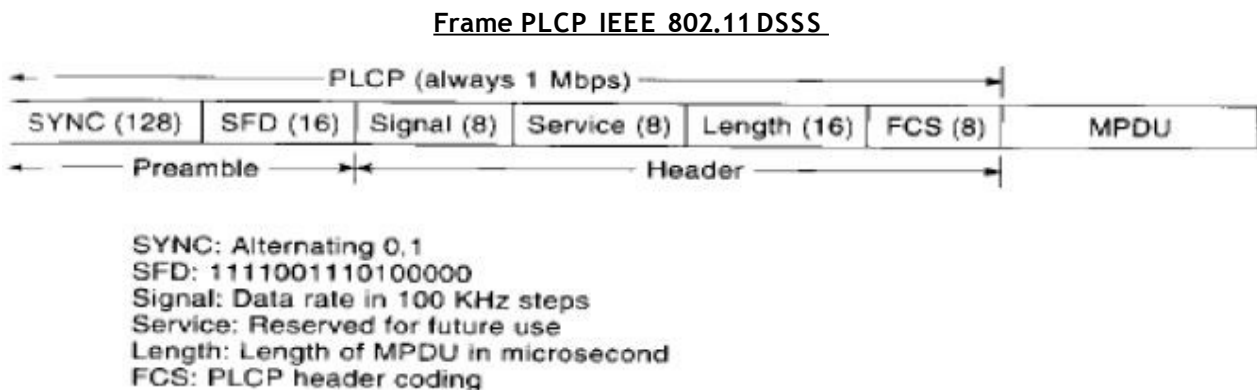 Frame PLCP IEEE 802.11 DSSS
PLCP (always 1 Mbps)
SYNC (128) SFD (16) Signal (8) Service (8) Length (16) FCS (8) MPDU
Preamble Header
SYNC: Alternating 0,1
SFD: 1111001110100000
Signal: Data rate in 100 KHz steps
Service: Reserved for future use
Length: Length of MPDU in microsecond
FCS: PLCP header coding